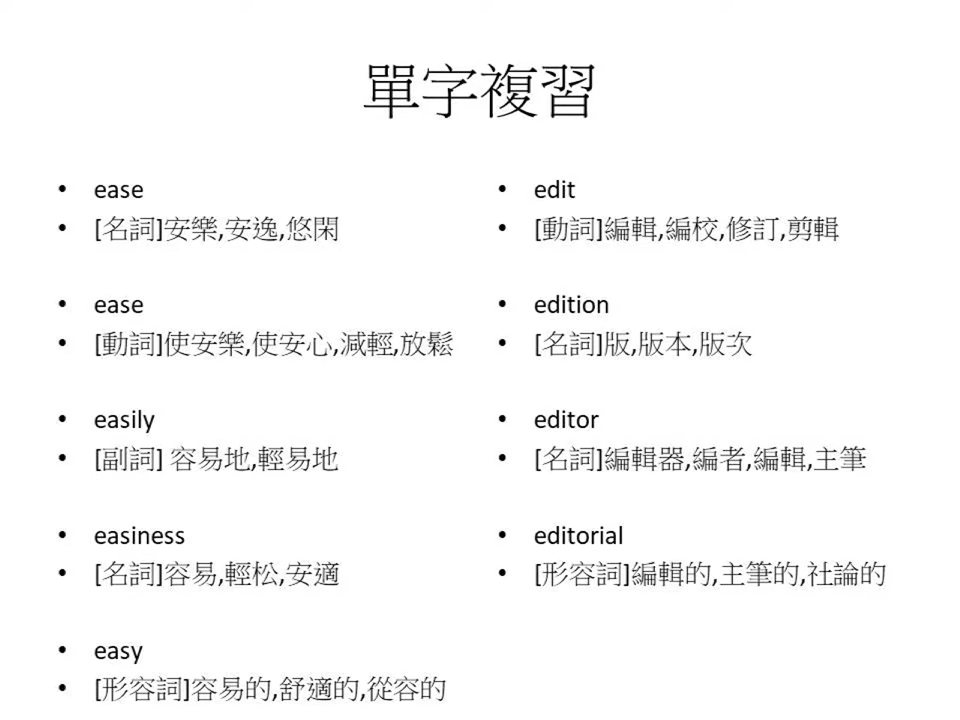 單字複習
• ease
• [名詞]安樂,安逸,悠閑
• ease
• [動詞]使安樂,使安心,減輕,放鬆
• easily
• [副詞] 容易地,輕易地
• easiness
• [名詞]容易,輕松,安適
• easy
• [形容詞]容易的,舒適的,從容的
• edit
• [動詞]編輯,編校,修訂,剪輯
• edition
• [名詞]版,版本,版次
• editor
• [名詞]編輯器,編者,編輯,主筆
• editorial
• [形容詞]編輯的,主筆的,社論的